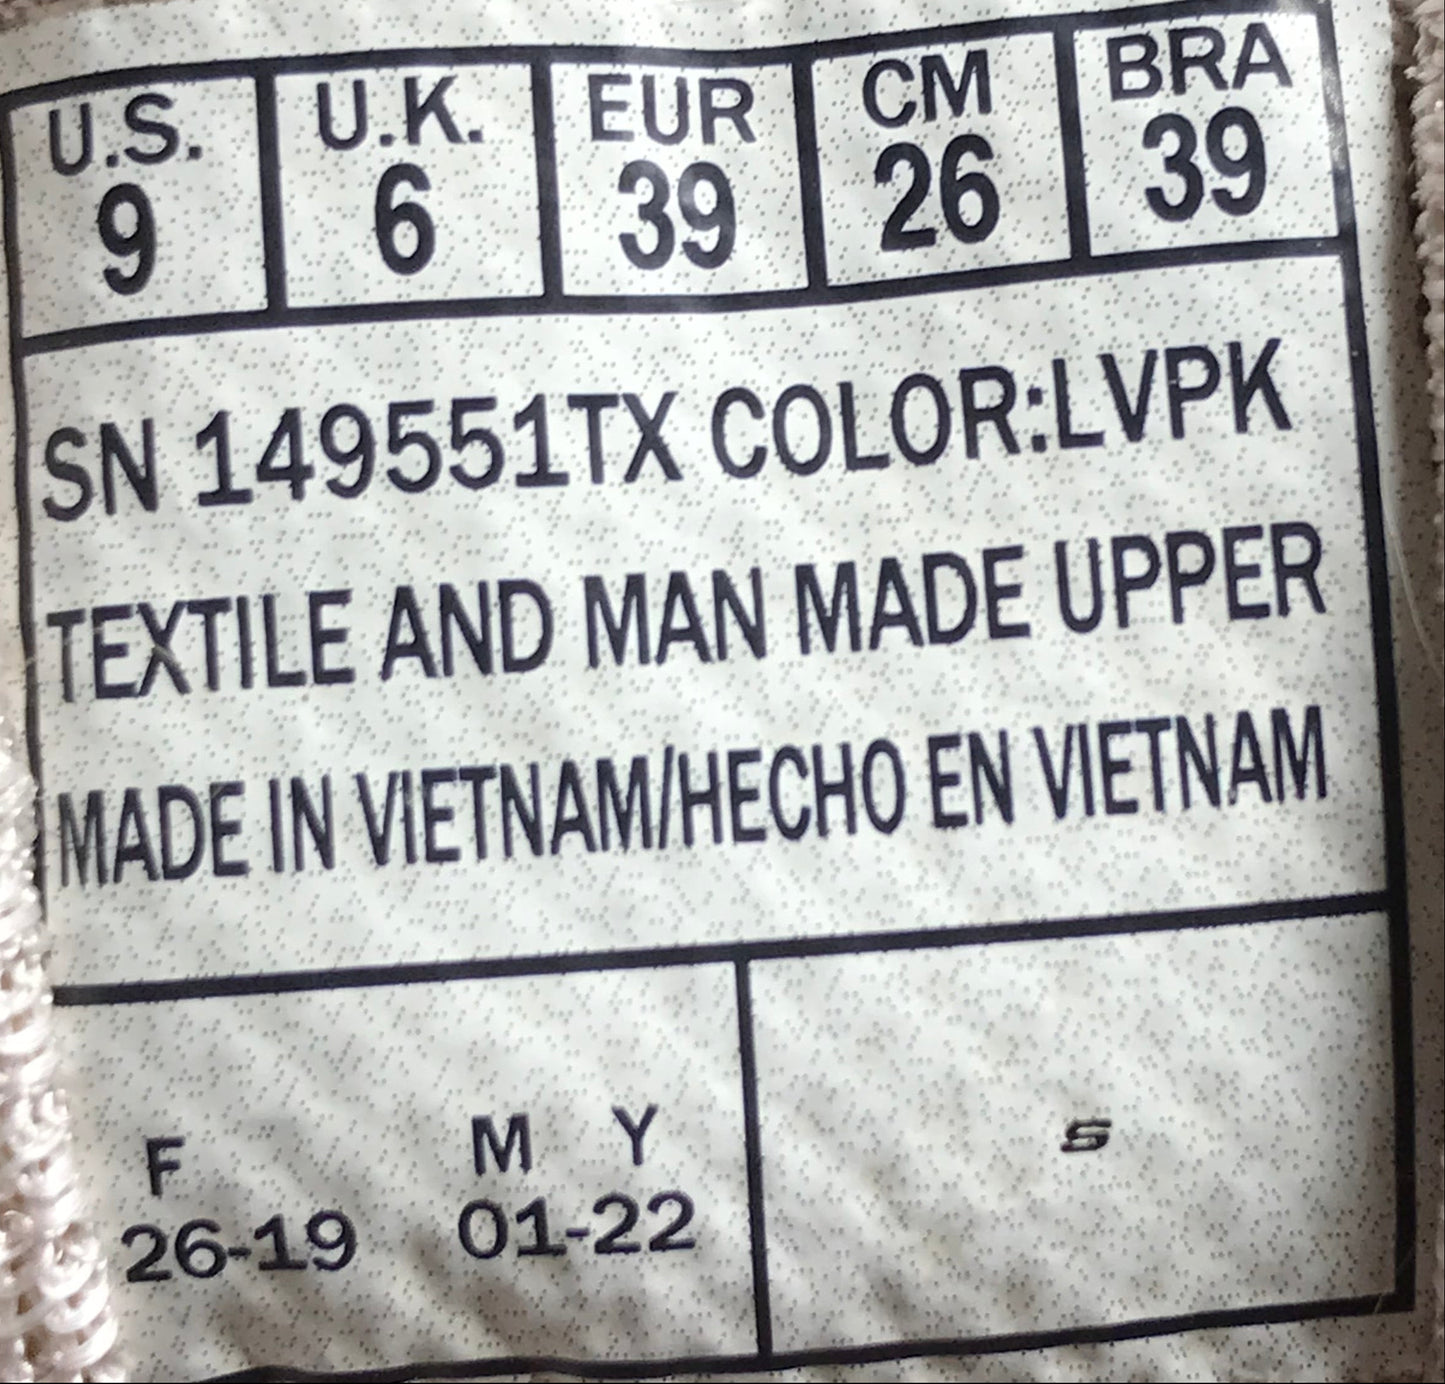 U.S. U.K. EUR CM BRA
9 6 39 26 39
SN 149551TX COLOR:LVPK
TEXTILE AND MAN MADE UPPER
MADE IN VIETNAM/HECHO EN VIETNAM
F M Y
26-19 01-22
S